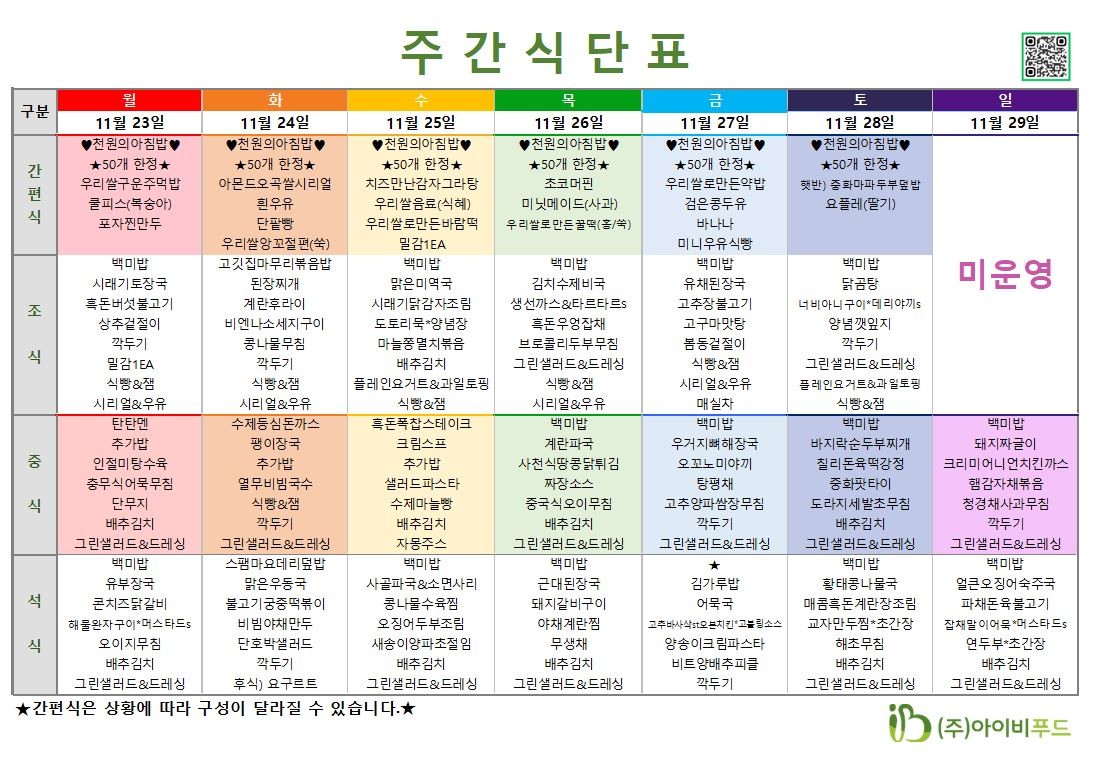 주간식단표
구분 월 화 수 목 금 토 일
11월 23일 11월 24일 11월 25일 11월 26일 11월 27일 11월 28일 11월 29일
간편식
♥천원의아침밥♥ ♥천원의아침밥♥ ♥천원의아침밥♥ ♥천원의아침밥♥ ♥천원의아침밥♥ ♥천원의아침밥♥
★50개 한정★ ★50개 한정★ ★50개 한정★ ★50개 한정★ ★50개 한정★ ★50개 한정★
우리쌀구운주먹밥 아몬드오곡쌀시리얼 치즈만난감자그라탕 초코머핀 우리쌀로만든약밥 햇반) 중화마파두부덮밥
쿨피스(복숭아) 흰우유 우리쌀음료(식혜) 미닛메이드(사과) 검은콩두유 요플레(딸기)
포자찐만두 단팥빵 우리쌀로만든바람떡 우리쌀로만든꿀떡(홍/쑥) 바나나
우리쌀앙꼬절편(쑥) 밀감1EA 미니우유식빵
미운영
조식
백미밥 고깃집마무리볶음밥 백미밥 백미밥 백미밥 백미밥
시래기토장국 된장찌개 맑은미역국 김치수제비국 유채된장국 닭곰탕
흑돈버섯불고기 계란후라이 시래기닭감자조림 생선까스&타르타르s 고추장불고기 너비아니구이*데리야끼s
상추겉절이 비엔나소세지구이 도토리묵*양념장 흑돈우엉잡채 고구마맛탕 양념깻잎지
깍두기 콩나물무침 마늘쫑멸치볶음 브로콜리두부무침 봄동겉절이 깍두기
밀감1EA 깍두기 배추김치 그린샐러드&드레싱 식빵&잼 그린샐러드&드레싱
식빵&잼 식빵&잼 플레인요거트&과일토핑 식빵&잼 시리얼&우유 플레인요거트&과일토핑
시리얼&우유 시리얼&우유 식빵&잼 시리얼&우유 매실차 식빵&잼
중식
탄탄멘 수제등심돈까스 흑돈폭찹스테이크 백미밥 백미밥 백미밥 백미밥
추가밥 팽이장국 크림스프 계란파국 우거지뼈해장국 바지락순두부찌개 돼지짜글이
인절미탕수육 추가밥 추가밥 사천식땅콩닭튀김 오꼬노미야끼 칠리돈육떡강정 크리미어니언치킨까스
충무식어묵무침 열무비빔국수 샐러드파스타 짜장소스 탕평채 중화팟타이 햄감자채볶음
단무지 식빵&잼 수제마늘빵 중국식오이무침 고추양파쌈장무침 도라지세발초무침 청경채사과무침
배추김치 깍두기 배추김치 배추김치 깍두기 배추김치 깍두기
그린샐러드&드레싱 그린샐러드&드레싱 자몽주스 그린샐러드&드레싱 그린샐러드&드레싱 그린샐러드&드레싱 그린샐러드&드레싱
석식
백미밥 스팸마요데리덮밥 백미밥 백미밥 ★ 백미밥 백미밥
유부장국 맑은우동국 사골파국&소면사리 근대된장국 김가루밥 황태콩나물국 얼큰오징어숙주국
콘치즈닭갈비 불고기궁중떡볶이 콩나물수육찜 돼지갈비구이 어묵국 매콤흑돈계란장조림 파채돈육불고기
해물완자구이*머스타드s 비빔야채만두 오징어두부조림 야채계란찜 고추바사삭st오븐치킨*고블링소스 교자만두찜*초간장 잡채말이어묵*머스타드s
오이지무침 단호박샐러드 새송이양파초절임 무생채 양송이크림파스타 해초무침 연두부*초간장
배추김치 깍두기 배추김치 배추김치 비트양배추피클 배추김치 배추김치
그린샐러드&드레싱 후식) 요구르트 그린샐러드&드레싱 그린샐러드&드레싱 깍두기 그린샐러드&드레싱 그린샐러드&드레싱
★간편식은 상황에 따라 구성이 달라질 수 있습니다.★
(주)아이비푸드